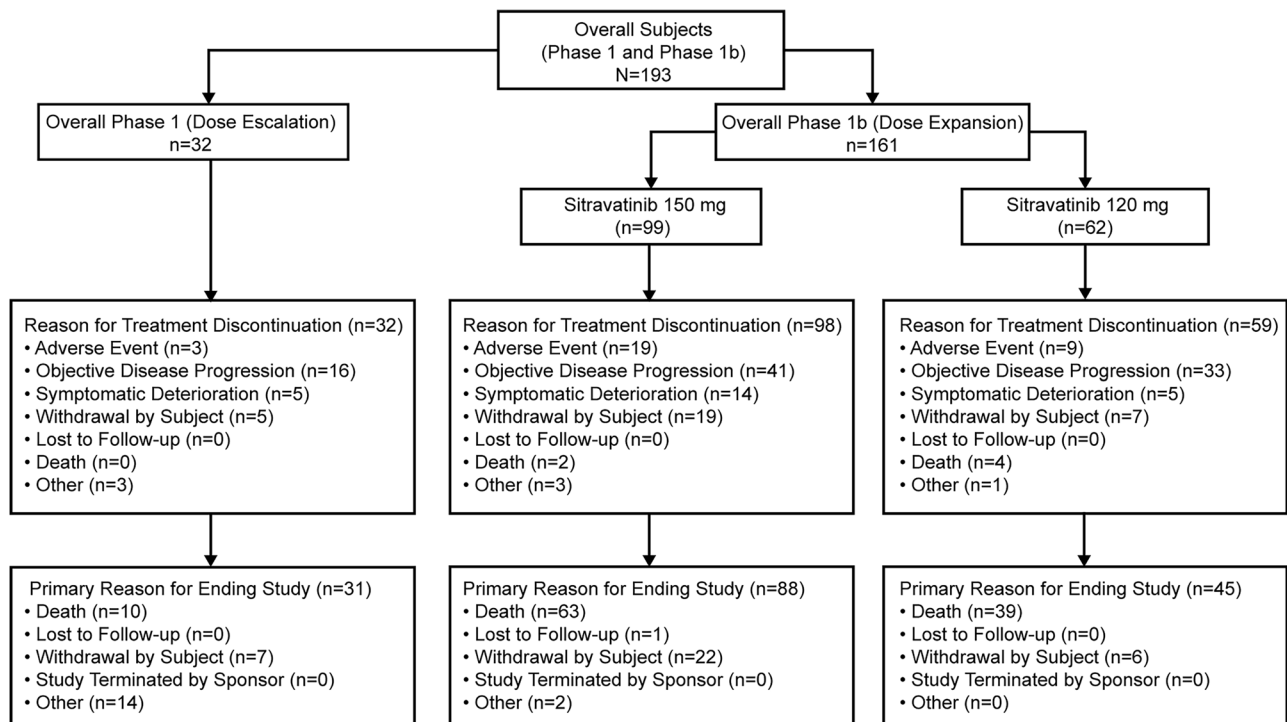 Overall Subjects
(Phase 1 and Phase 1b)
N=193
Overall Phase 1 (Dose Escalation)
n=32
Overall Phase 1b (Dose Expansion)
n=161
Sitravatinib 150 mg
(n=99)
Sitravatinib 120 mg
(n=62)
Reason for Treatment Discontinuation (n=32)
• Adverse Event (n=3)
• Objective Disease Progression (n=16)
• Symptomatic Deterioration (n=5)
• Withdrawal by Subject (n=5)
• Lost to Follow-up (n=0)
• Death (n=0)
• Other (n=3)
Reason for Treatment Discontinuation (n=98)
• Adverse Event (n=19)
• Objective Disease Progression (n=41)
• Symptomatic Deterioration (n=14)
• Withdrawal by Subject (n=19)
• Lost to Follow-up (n=0)
• Death (n=2)
• Other (n=3)
Reason for Treatment Discontinuation (n=59)
• Adverse Event (n=9)
• Objective Disease Progression (n=33)
• Symptomatic Deterioration (n=5)
• Withdrawal by Subject (n=7)
• Lost to Follow-up (n=0)
• Death (n=4)
• Other (n=1)
Primary Reason for Ending Study (n=31)
• Death (n=10)
• Lost to Follow-up (n=0)
• Withdrawal by Subject (n=7)
• Study Terminated by Sponsor (n=0)
• Other (n=14)
Primary Reason for Ending Study (n=88)
• Death (n=63)
• Lost to Follow-up (n=1)
• Withdrawal by Subject (n=22)
• Study Terminated by Sponsor (n=0)
• Other (n=2)
Primary Reason for Ending Study (n=45)
• Death (n=39)
• Lost to Follow-up (n=0)
• Withdrawal by Subject (n=6)
• Study Terminated by Sponsor (n=0)
• Other (n=0)